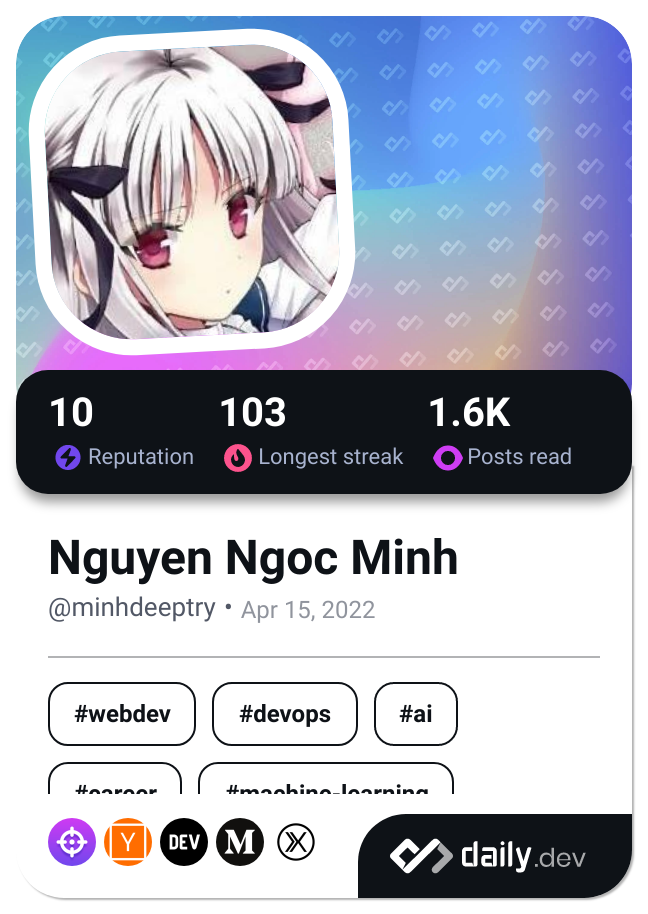 10 103 1.6K
Reputation Longest streak Posts read
Nguyen Ngoc Minh
@minhdeeptry • Apr 15, 2022
#webdev #devops #ai
#career #machine-learning
Y DEV M X
daily.dev